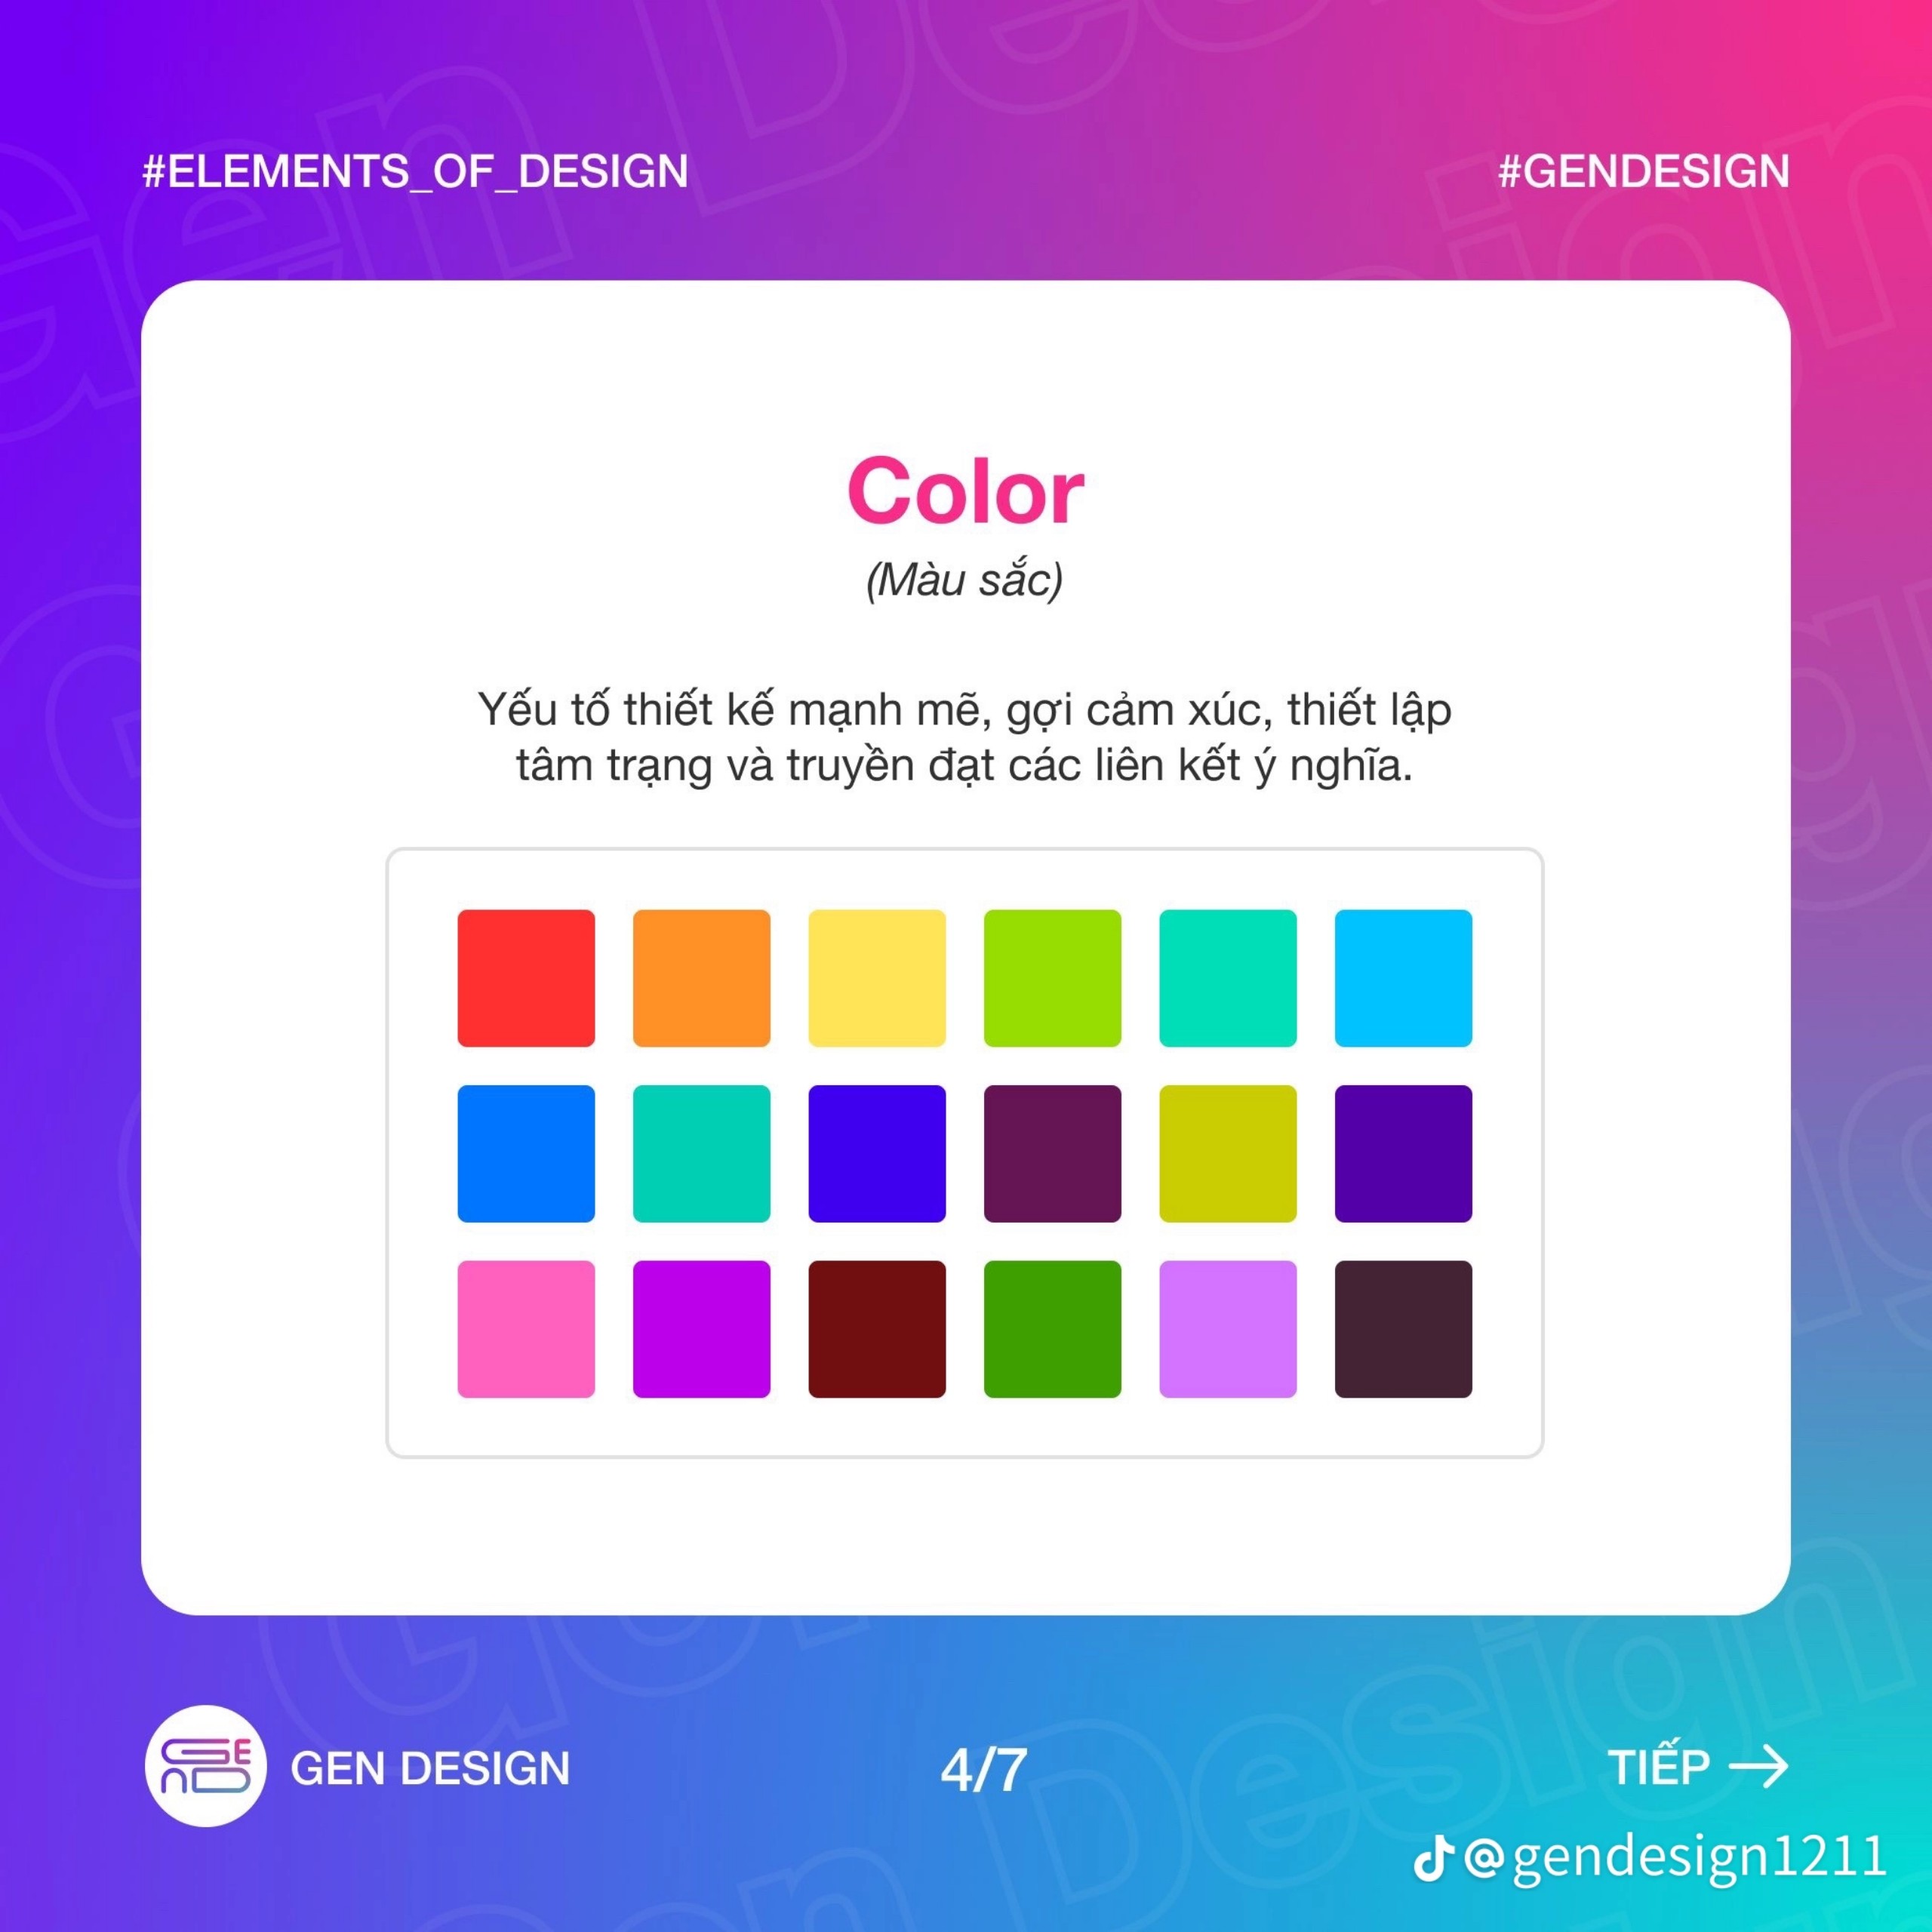 #ELEMENTS_OF_DESIGN
#GENDESIGN
Color
(Màu sắc)
Yếu tố thiết kế mạnh mẽ, gợi cảm xúc, thiết lập
tâm trạng và truyền đạt các liên kết ý nghĩa.
GEN DESIGN
4/7
TIẾP →
@gendesign1211